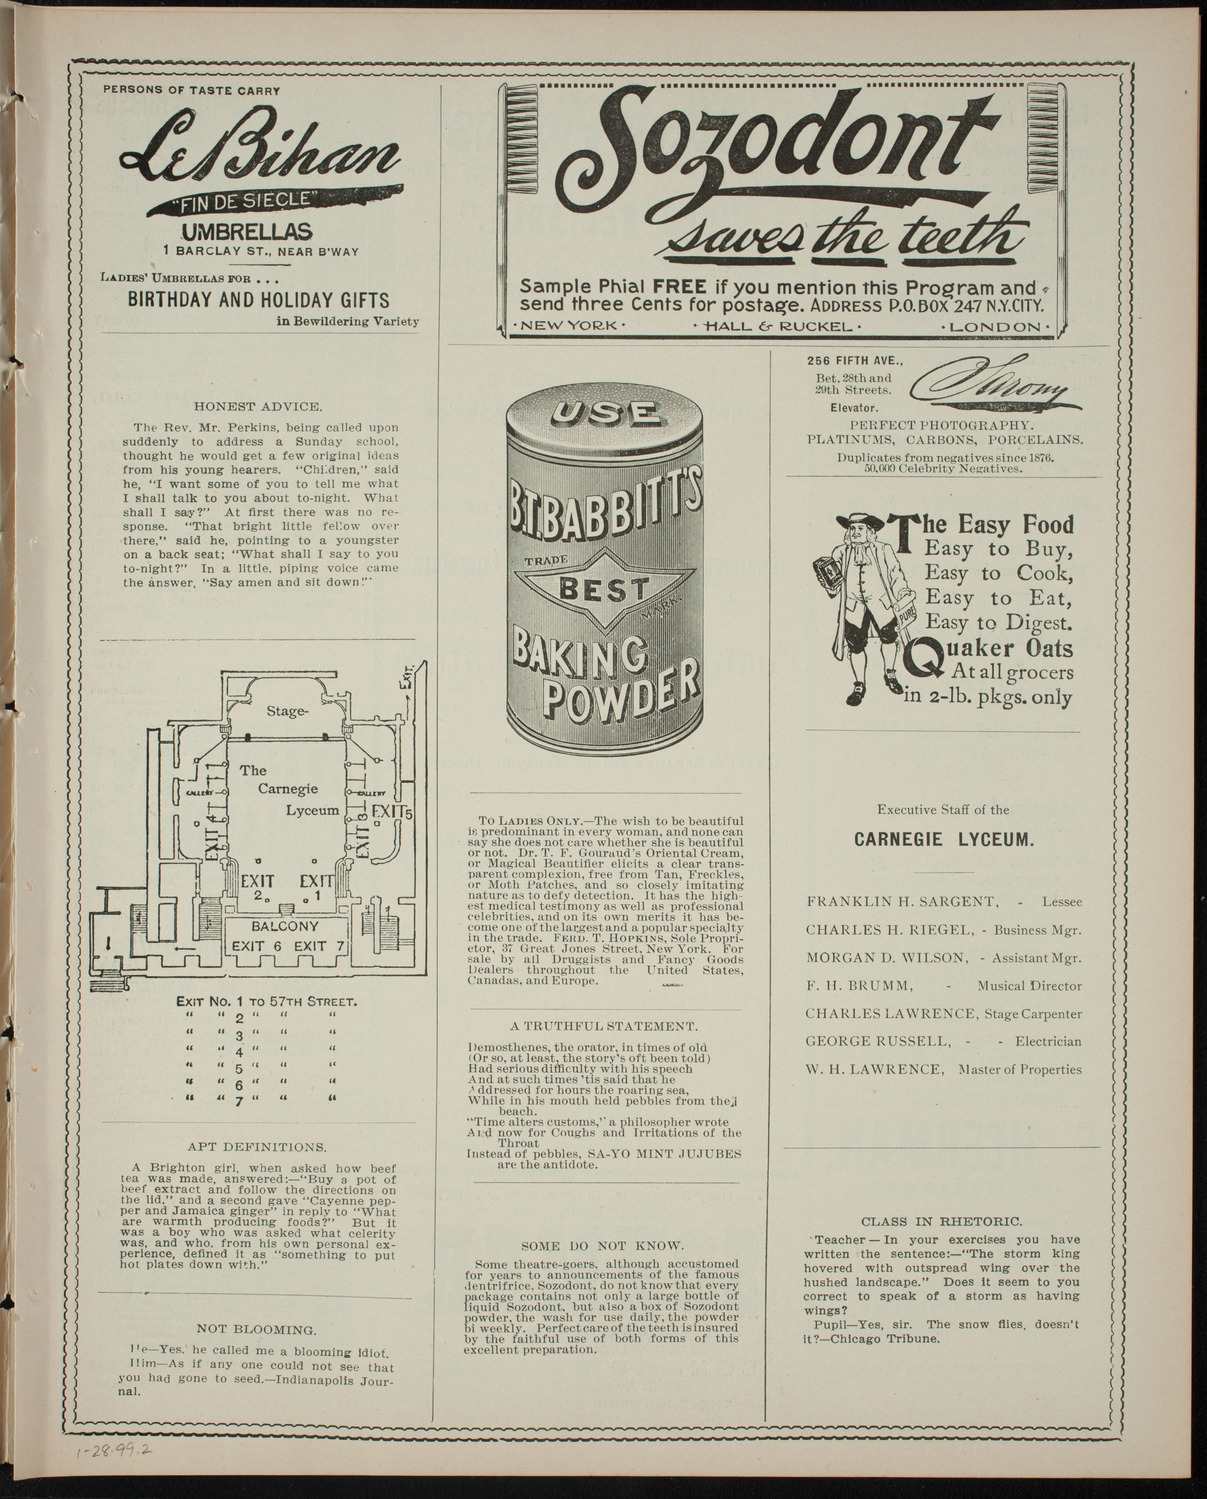 PERSONS OF TASTE CARRY
Le Bihan
"FIN DE SIECLE"
UMBRELLAS
1 BARCLAY ST., NEAR B'WAY
LADIES' UMBRELLAS FOR . . .
BIRTHDAY AND HOLIDAY GIFTS
in Bewildering Variety
HONEST ADVICE.
The Rev. Mr. Perkins, being called upon
suddenly to address a Sunday school,
thought he would get a few original ideas
from his young hearers. "Children," said
he, "I want some of you to tell me what
I shall talk to you about to-night. What
shall I say?" At first there was no re-
sponse. "That bright little fellow over
there," said he, pointing to a youngster
on a back seat; "What shall I say to you
to-night?" In a little, piping voice came
the answer, "Say amen and sit down!"
EXIT.
Stage-
The
Carnegie
Lyceum
GALLERY
GALLERY
EXIT 4
EXIT 3
EXIT 5
EXIT 2.
EXIT 1
BALCONY
EXIT 6 EXIT 7
EXIT NO. 1 TO 57TH STREET.
" " 2 " " "
" " 3 " " "
" " 4 " " "
" " 5 " " "
" " 6 " " "
" " 7 " " "
APT DEFINITIONS.
A Brighton girl, when asked how beef
tea was made, answered:—"Buy a pot of
beef extract and follow the directions on
the lid," and a second gave "Cayenne pep-
per and Jamaica ginger" in reply to "What
are warmth producing foods?" But it
was a boy who was asked what celerity
was, and who, from his own personal ex-
perience, defined it as "something to put
hot plates down with."
NOT BLOOMING.
He—Yes, he called me a blooming idiot.
Him—As if any one could not see that
you had gone to seed.—Indianapolis Jour-
nal.
Sozodont
saves the teeth
Sample Phial FREE if you mention this Program and
send three Cents for postage. ADDRESS P.O. BOX 247 N.Y.CITY.
· NEW YORK · · HALL & RUCKEL · · LONDON ·
USE
B.T. BABBITT'S
TRADE
BEST
MARK.
BAKING
POWDER
TO LADIES ONLY.—The wish to be beautiful
is predominant in every woman, and none can
say she does not care whether she is beautiful
or not. Dr. T. F. Gouraud's Oriental Cream,
or Magical Beautifier elicits a clear trans-
parent complexion, free from Tan, Freckles,
or Moth Patches, and so closely imitating
nature as to defy detection. It has the high-
est medical testimony as well as professional
celebrities, and on its own merits it has be-
come one of the largest and a popular specialty
in the trade. FERD. T. HOPKINS, Sole Propri-
etor, 37 Great Jones Street, New York. For
sale by all Druggists and Fancy Goods
Dealers throughout the United States,
Canadas, and Europe.
A TRUTHFUL STATEMENT.
Demosthenes, the orator, in times of old
(Or so, at least, the story's oft been told)
Had serious difficulty with his speech
And at such times 'tis said that he
Addressed for hours the roaring sea,
While in his mouth held pebbles from the
beach.
"Time alters customs," a philosopher wrote
And now for Coughs and Irritations of the
Throat
Instead of pebbles, SA-YO MINT JUJUBES
are the antidote.
SOME DO NOT KNOW.
Some theatre-goers, although accustomed
for years to announcements of the famous
dentrifrice, Sozodont, do not know that every
package contains not only a large bottle of
liquid Sozodont, but also a box of Sozodont
powder, the wash for use daily, the powder
bi weekly. Perfect care of the teeth is insured
by the faithful use of both forms of this
excellent preparation.
256 FIFTH AVE.,
Bet. 28th and
29th Streets.
Elevator.
Sarony
PERFECT PHOTOGRAPHY.
PLATINUMS, CARBONS, PORCELAINS.
Duplicates from negatives since 1876.
50,000 Celebrity Negatives.
PURE
The Easy Food
Easy to Buy,
Easy to Cook,
Easy to Eat,
Easy to Digest.
Quaker Oats
At all grocers
in 2-lb. pkgs. only
Executive Staff of the
CARNEGIE LYCEUM.
FRANKLIN H. SARGENT, - Lessee
CHARLES H. RIEGEL, - Business Mgr.
MORGAN D. WILSON, - Assistant Mgr.
F. H. BRUMM, - Musical Director
CHARLES LAWRENCE, Stage Carpenter
GEORGE RUSSELL, - - Electrician
W. H. LAWRENCE, Master of Properties
CLASS IN RHETORIC.
Teacher—In your exercises you have
written the sentence:—"The storm king
hovered with outspread wing over the
hushed landscape." Does it seem to you
correct to speak of a storm as having
wings?
Pupil—Yes, sir. The snow flies, doesn't
it?—Chicago Tribune.
1-28-99.2